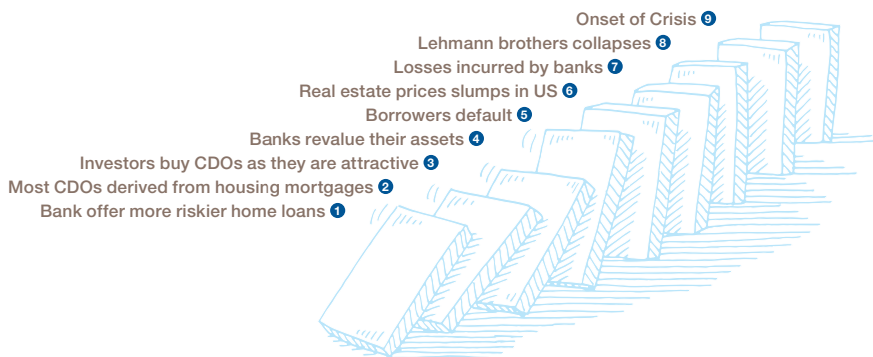 Onset of Crisis 9
Lehmann brothers collapses 8
Losses incurred by banks 7
Real estate prices slumps in US 6
Borrowers default 5
Banks revalue their assets 4
Investors buy CDOs as they are attractive 3
Most CDOs derived from housing mortgages 2
Bank offer more riskier home loans 1